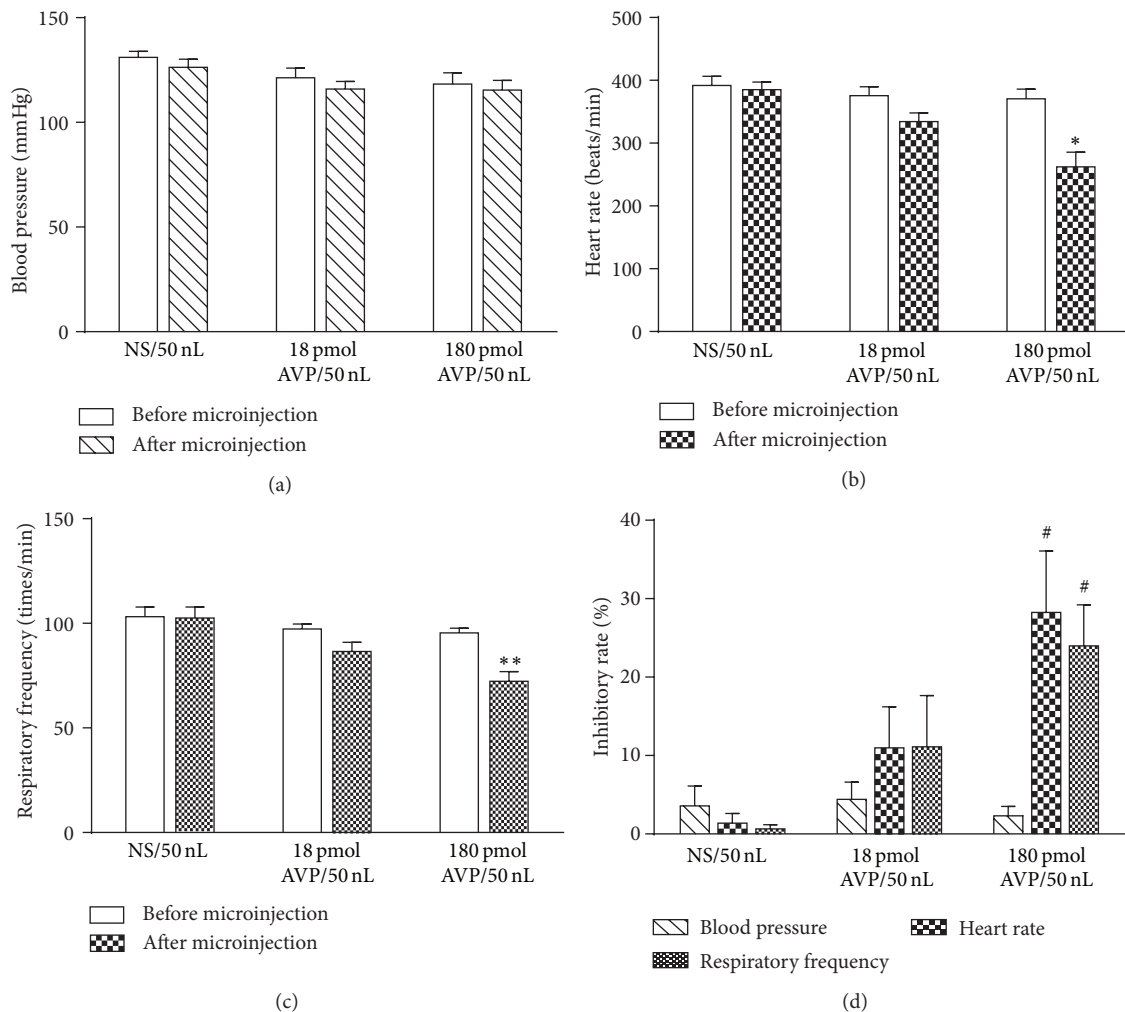 150
100
50
0
Blood pressure (mmHg)
NS/50 nL
18 pmol
AVP/50 nL
180 pmol
AVP/50 nL
Before microinjection
After microinjection
(a)
500
400
300
200
100
0
Heart rate (beats/min)
*
NS/50 nL
18 pmol
AVP/50 nL
180 pmol
AVP/50 nL
Before microinjection
After microinjection
(b)
150
100
50
0
Respiratory frequency (times/min)
**
NS/50 nL
18 pmol
AVP/50 nL
180 pmol
AVP/50 nL
Before microinjection
After microinjection
(c)
40
30
20
10
0
Inhibitory rate (%)
#
#
NS/50 nL
18 pmol
AVP/50 nL
180 pmol
AVP/50 nL
Blood pressure
Heart rate
Respiratory frequency
(d)